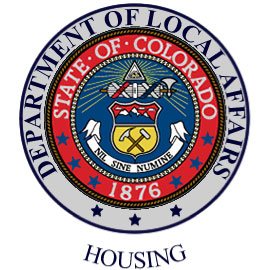 DEPARTMENT OF LOCAL AFFAIRS
STATE·OF·COLORADO
NIL SINE NUMINE
1876
HOUSING